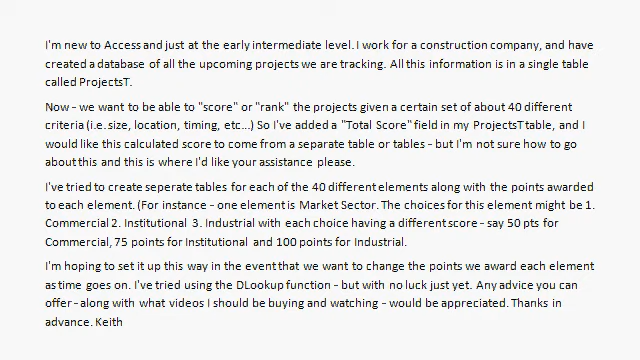 I'm new to Access and just at the early intermediate level. I work for a construction company, and have
created a database of all the upcoming projects we are tracking. All this information is in a single table
called ProjectsT.
Now - we want to be able to "score" or "rank" the projects given a certain set of about 40 different
criteria (i.e. size, location, timing, etc...) So I've added a "Total Score" field in my ProjectsT table, and I
would like this calculated score to come from a separate table or tables - but I'm not sure how to go
about this and this is where I'd like your assistance please.
I've tried to create seperate tables for each of the 40 different elements along with the points awarded
to each element. (For instance - one element is Market Sector. The choices for this element might be 1.
Commercial 2. Institutional 3. Industrial with each choice having a different score - say 50 pts for
Commercial, 75 points for Institutional and 100 points for Industrial.
I'm hoping to set it up this way in the event that we want to change the points we award each element
as time goes on. I've tried using the DLookup function - but with no luck just yet. Any advice you can
offer - along with what videos I should be buying and watching - would be appreciated. Thanks in
advance. Keith